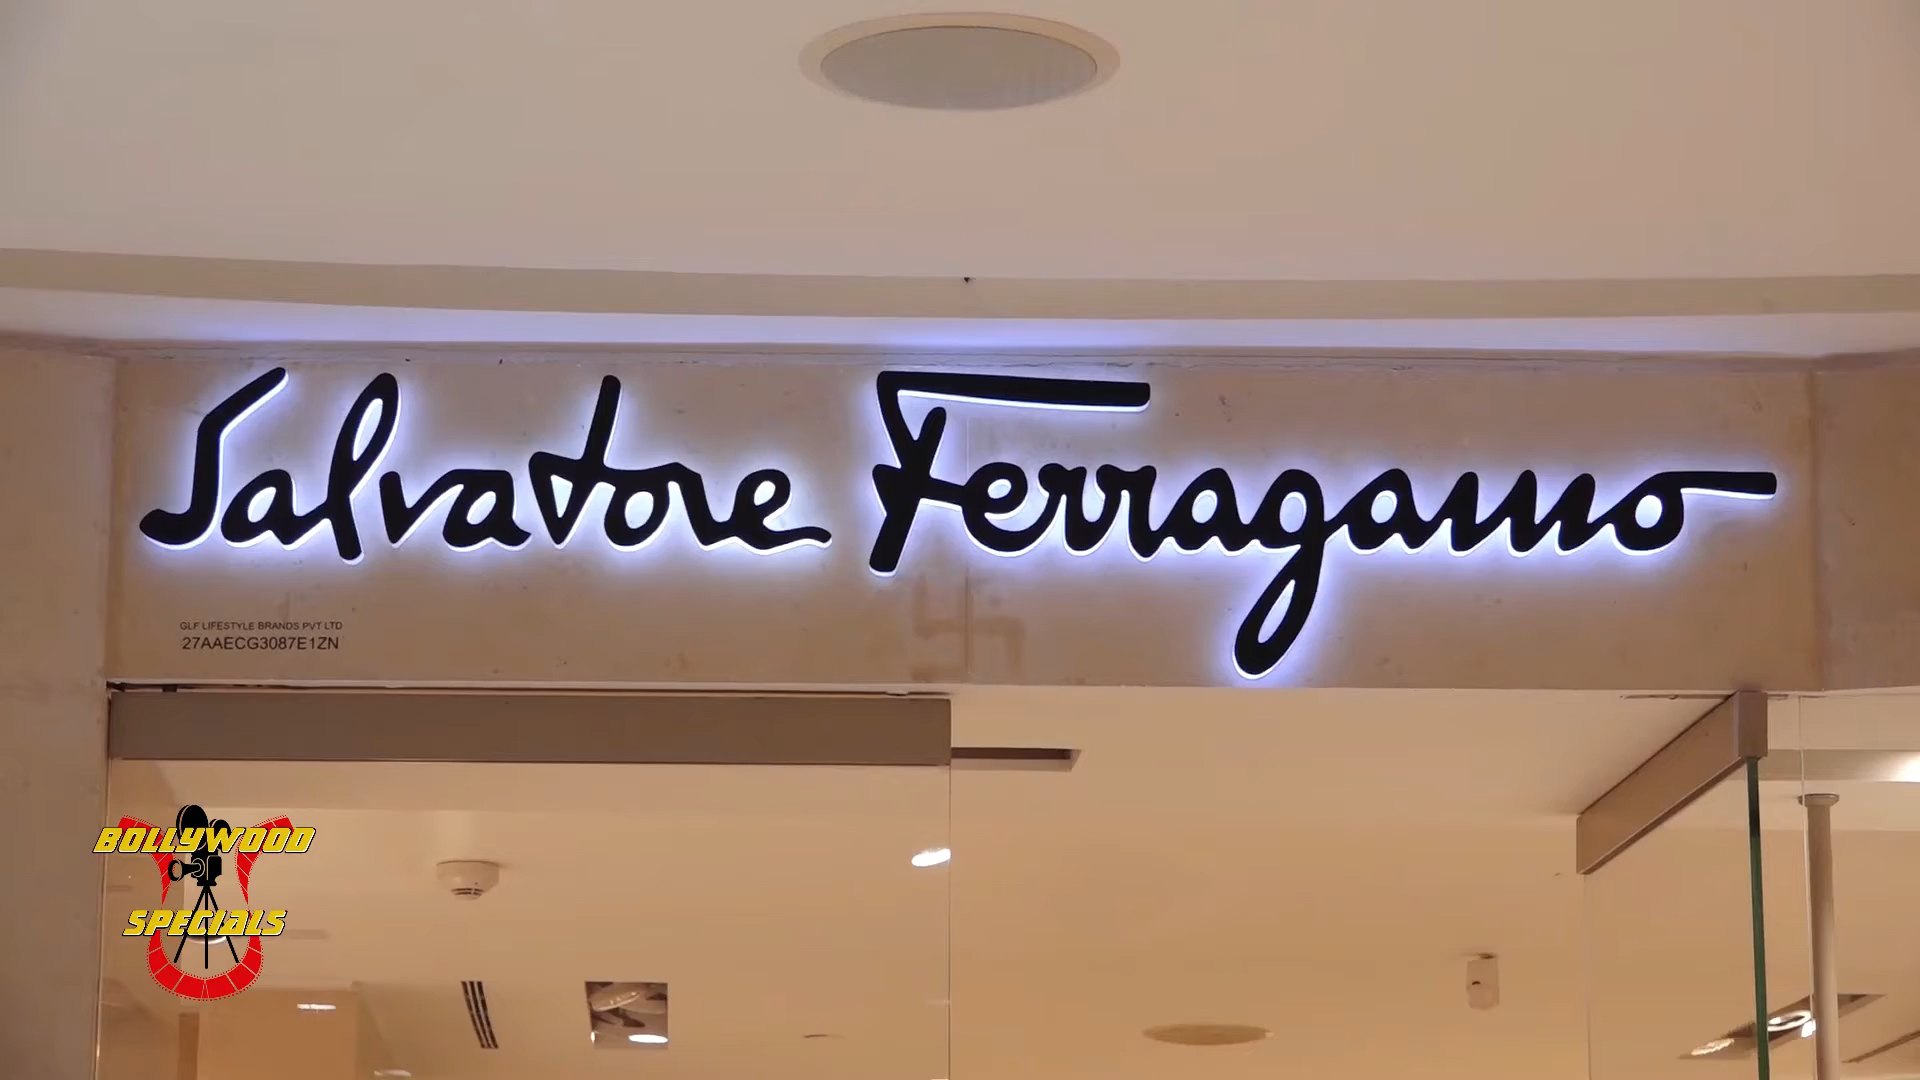 Salvatore Ferragamo
GLF LIFESTYLE BRANDS PVT LTD
27AAECG3087E1ZN
BOLLYWOOD
SPECIALS